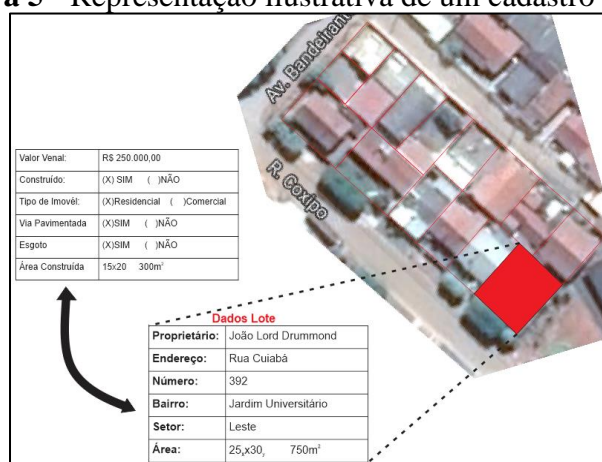 a 5 - Representação ilustrativa de um cadastro
Av. Bandeiran
R. Coxipo
Valor Venal: R$ 250.000,00
Construído: (X) SIM ( )NÃO
Tipo de Imovél: (X)Residencial ( )Comercial
Via Pavimentada (X)SIM ( )NÃO
Esgoto (X)SIM ( )NÃO
Área Construída 15x20 300m²
Dados Lote
Proprietário: João Lord Drummond
Endereço: Rua Cuiabá
Número: 392
Bairro: Jardim Universitário
Setor: Leste
Área: 25,x30, 750m²